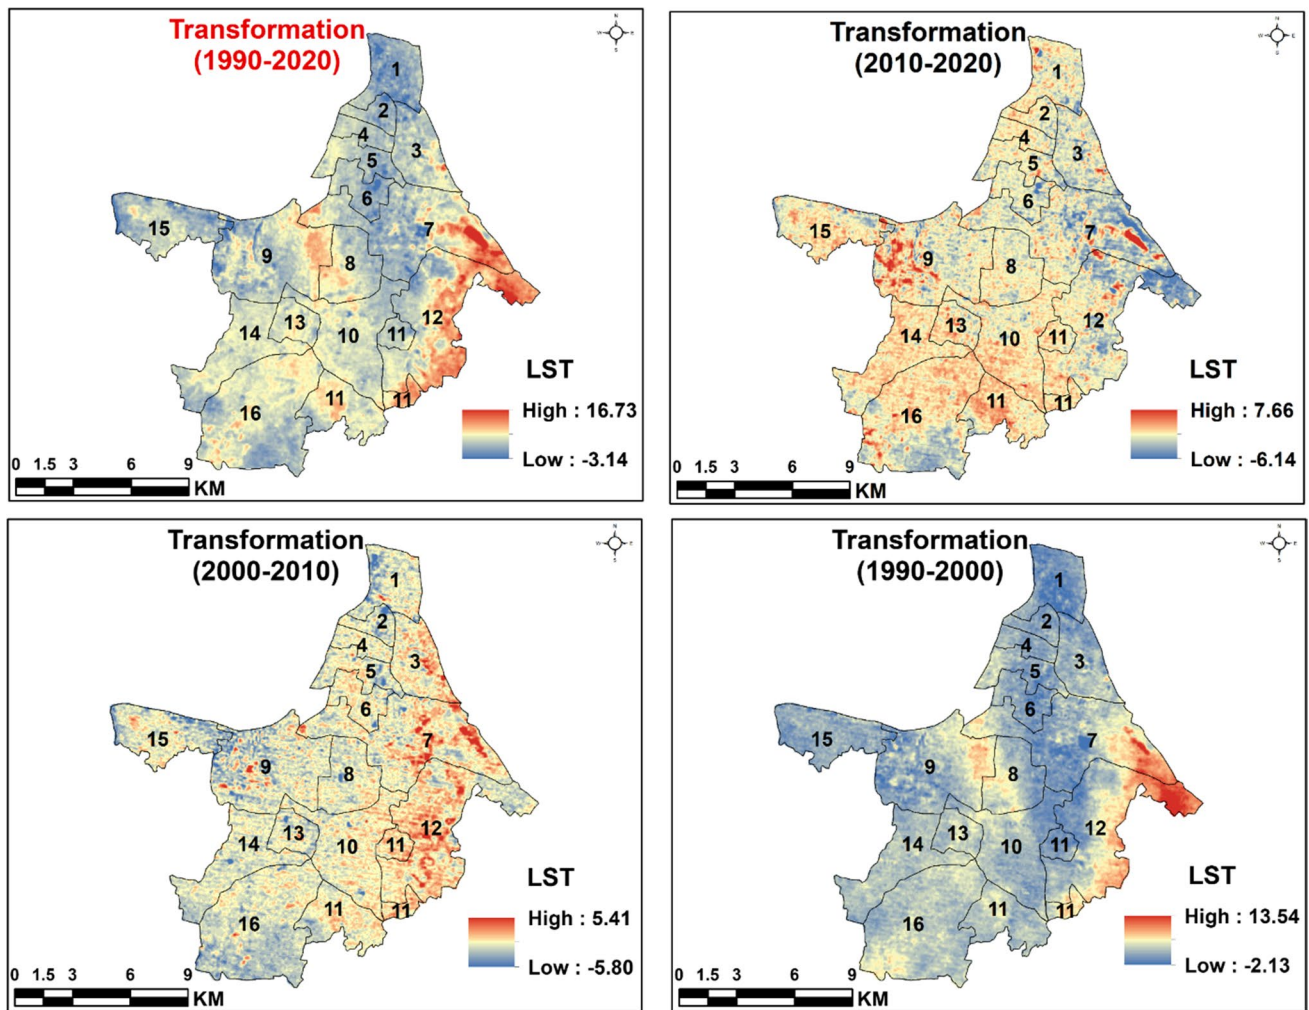 Transformation
(1990-2020)
N
W E
S
1
2
4
3
5
6
15
7
9
8
12
13
14
10
11
11
11
16
LST
High : 16.73
Low : -3.14
0 1.5 3 6 9
KM
Transformation
(2010-2020)
N
W E
S
1
2
4
3
5
6
15
7
9
8
12
13
14
10
11
11
11
16
LST
High : 7.66
Low : -6.14
0 1.5 3 6 9
KM
Transformation
(2000-2010)
N
W E
S
1
2
4
3
5
6
15
7
9
8
12
13
14
10
11
11
11
16
LST
High : 5.41
Low : -5.80
0 1.5 3 6 9
KM
Transformation
(1990-2000)
N
W E
S
1
2
4
3
5
6
15
7
9
8
12
13
14
10
11
11
11
16
LST
High : 13.54
Low : -2.13
0 1.5 3 6 9
KM